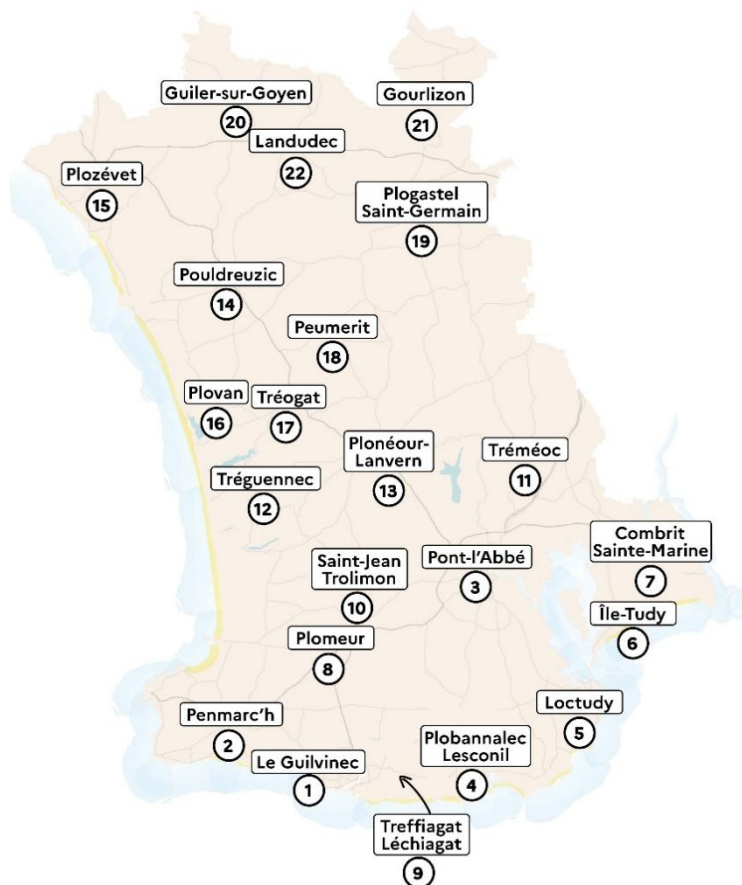 Guiler-sur-Goyen
20
Gourlizon
21
Landudec
22
Plozévet
15
Plogastel
Saint-Germain
19
Pouldreuzic
14
Peumerit
18
Plovan
16
Tréogat
17
Plonéour-
Lanvern
13
Tréméoc
11
Tréguennec
12
Combrit
Sainte-Marine
7
Saint-Jean
Trolimon
10
Pont-l'Abbé
3
Île-Tudy
6
Plomeur
8
Loctudy
5
Penmarc'h
2
Plobannalec
Lesconil
4
Le Guilvinec
1
Treffiagat
Léchiagat
9